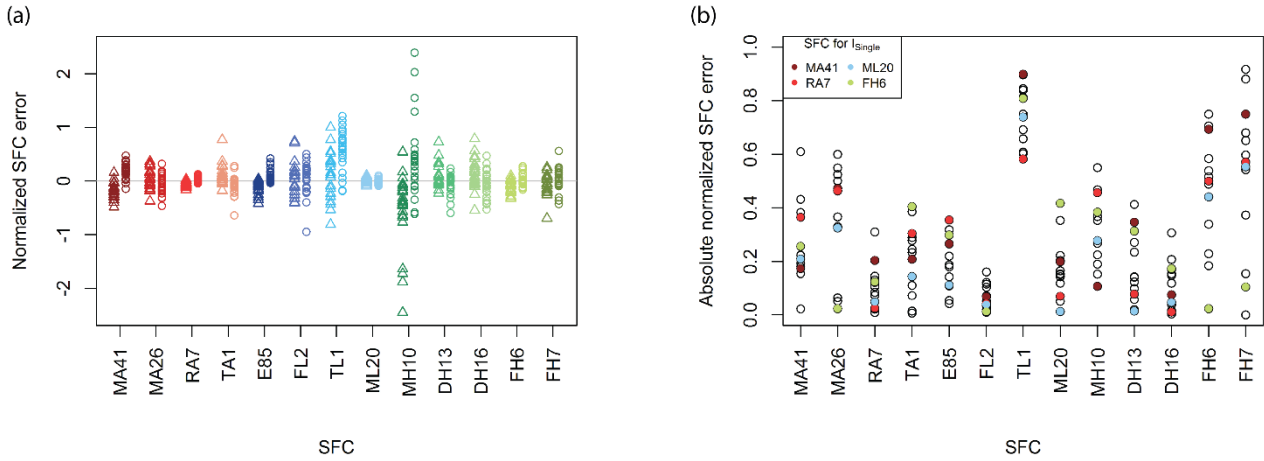 (a)
Normalized SFC error
2
1
0
-1
-2
MA41
MA26
RA7
TA1
E85
FL2
TL1
ML20
MH10
DH13
DH16
FH6
FH7
SFC
(b)
Absolute normalized SFC error
1.0
0.8
0.6
0.4
0.2
0.0
SFC for ISingle
MA41 ML20
RA7 FH6
MA41
MA26
RA7
TA1
E85
FL2
TL1
ML20
MH10
DH13
DH16
FH6
FH7
SFC